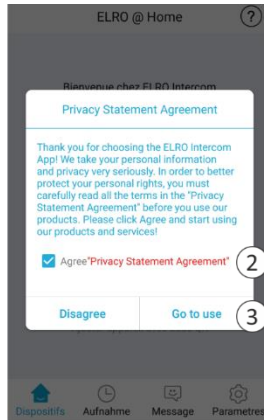 ELRO @ Home
?
Bienvenue chez ELRO Intercom
Privacy Statement Agreement
Thank you for choosing the ELRO Intercom
App! We take your personal information
and privacy very seriously. In order to better
protect your personal rights, you must
carefully read all the terms in the "Privacy
Statement Agreement" before you use our
products. Please click Agree and start using
our products and services!
Agree"Privacy Statement Agreement"
2
Disagree
Go to use
3
Dispositifs
Aufnahme
Message
Parametres